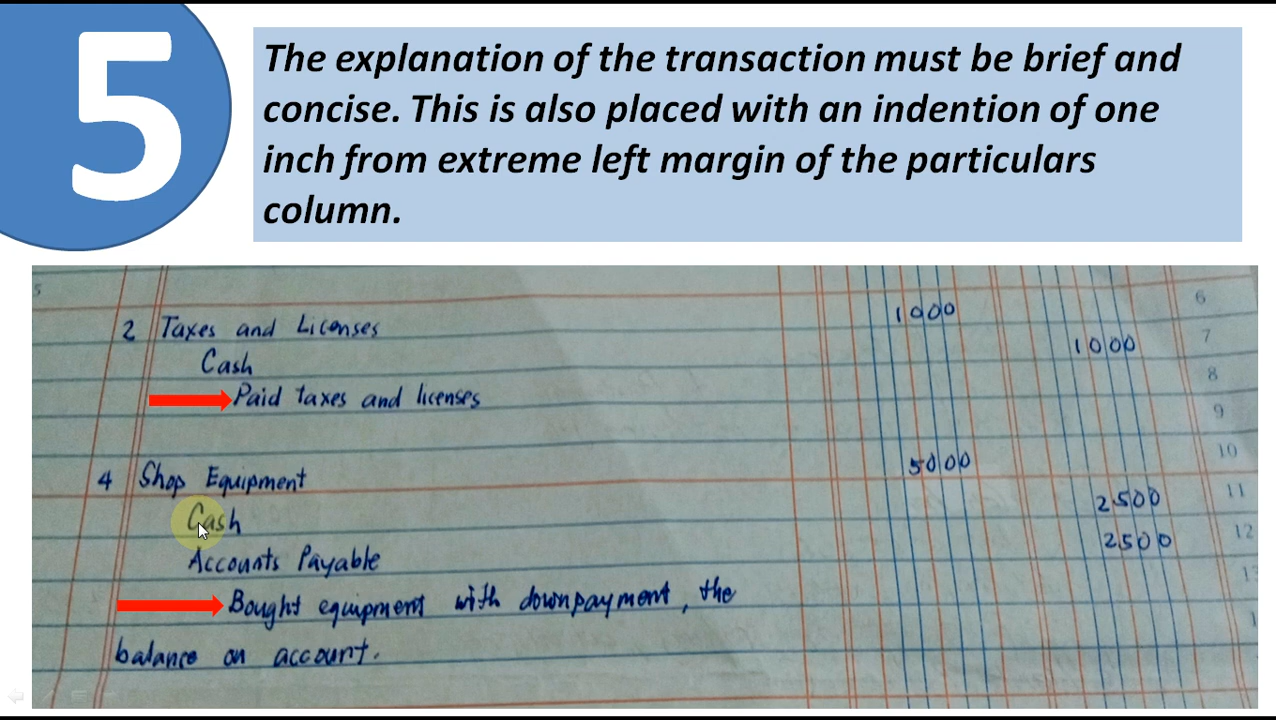 5
The explanation of the transaction must be brief and
concise. This is also placed with an indention of one
inch from extreme left margin of the particulars
column.
5
6
2 Taxes and Licenses 1000
Cash 1000 7
Paid taxes and licenses 8
9
4 Shop Equipment 5000 10
Cash 2500 11
Accounts Payable 2500 12
Bought equipment with downpayment, the 13
balance on account.